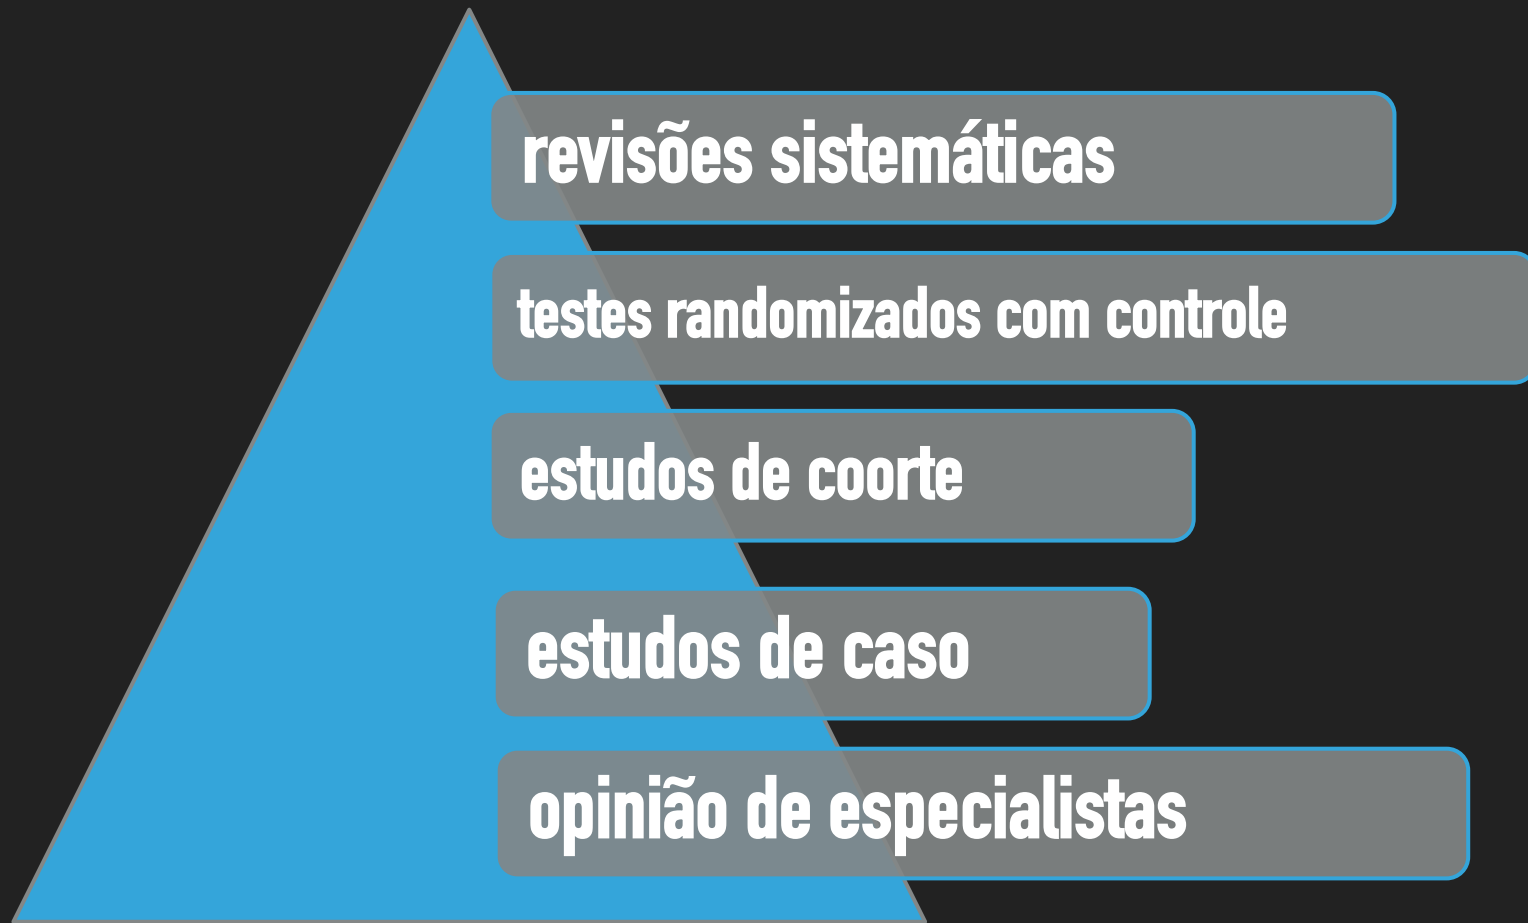 revisões sistemáticas
testes randomizados com controle
estudos de coorte
estudos de caso
opinião de especialistas